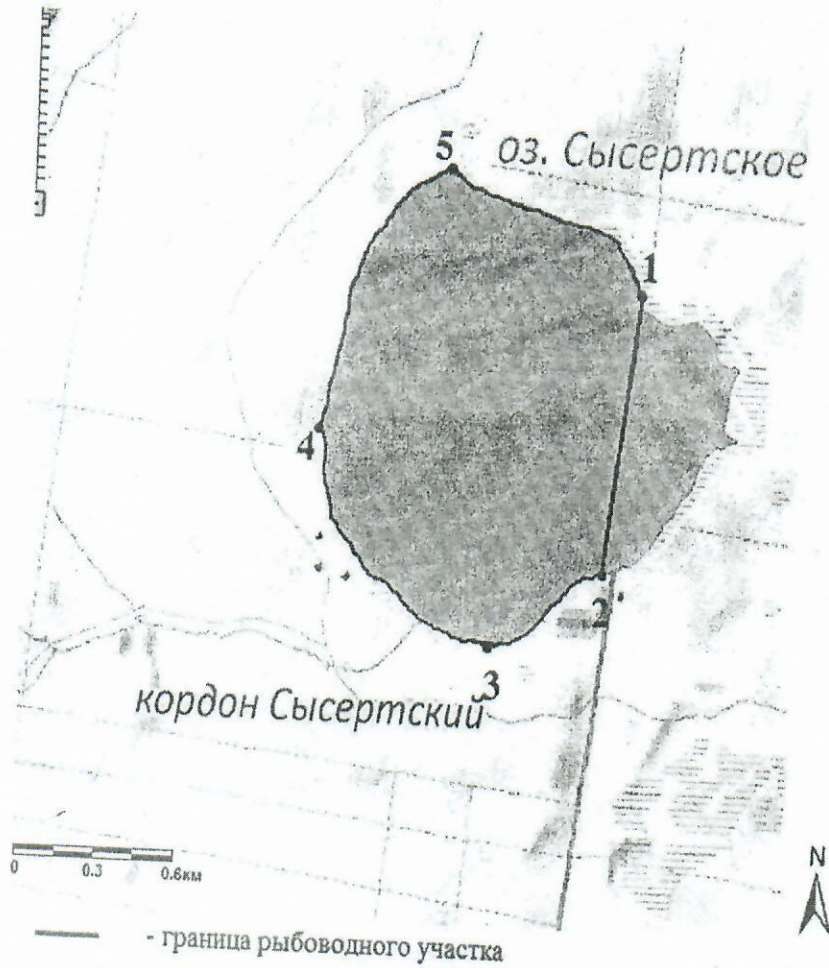 5 оз. Сысертское
1
4
2
3
кордон Сысертский
0 0.3 0.6км
N
- граница рыбоводного участка